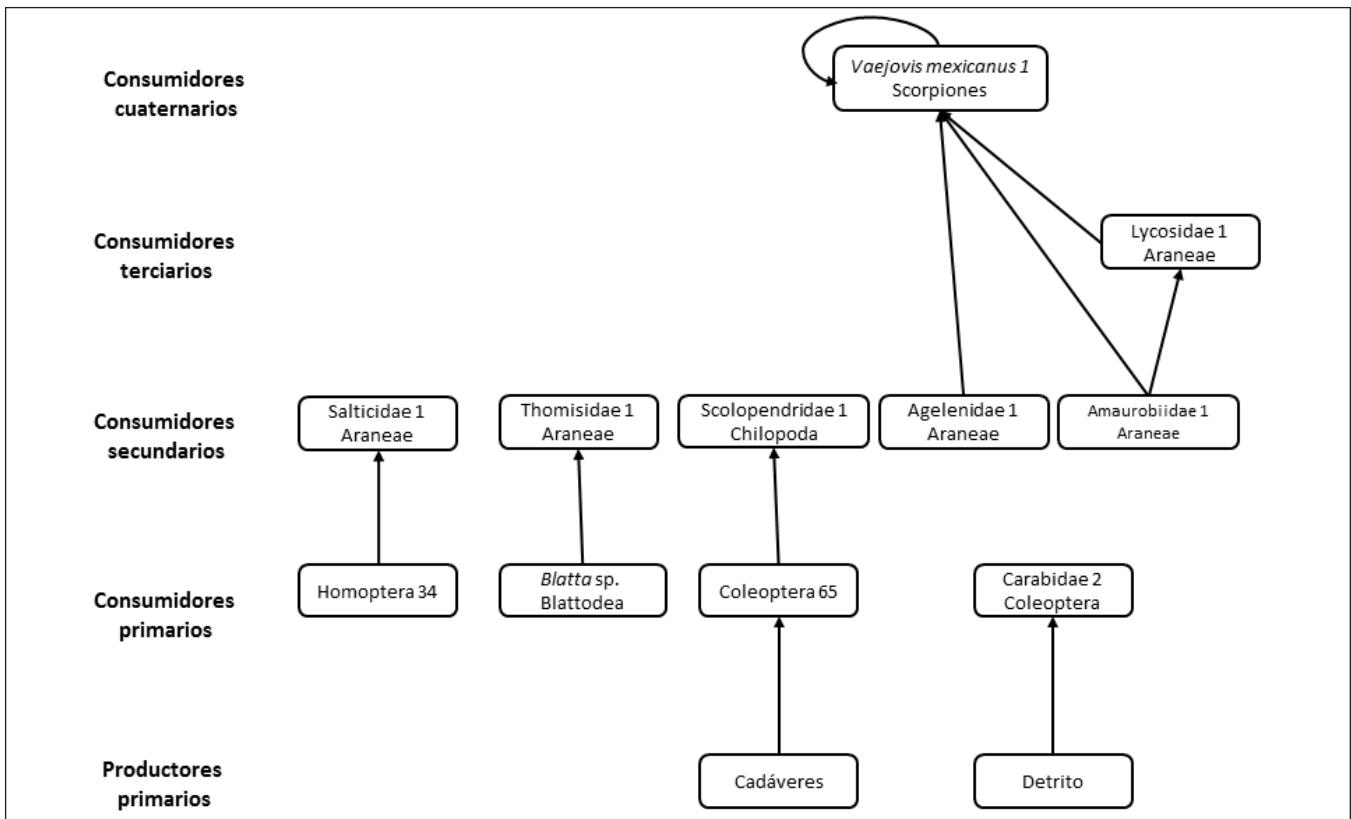 Consumidores
cuaternarios
Vaejovis mexicanus 1
Scorpiones
Consumidores
terciarios
Lycosidae 1
Araneae
Consumidores
secundarios
Salticidae 1
Araneae
Thomisidae 1
Araneae
Scolopendridae 1
Chilopoda
Agelenidae 1
Araneae
Amaurobiidae 1
Araneae
Consumidores
primarios
Homoptera 34
Blatta sp.
Blattodea
Coleoptera 65
Carabidae 2
Coleoptera
Productores
primarios
Cadáveres
Detrito